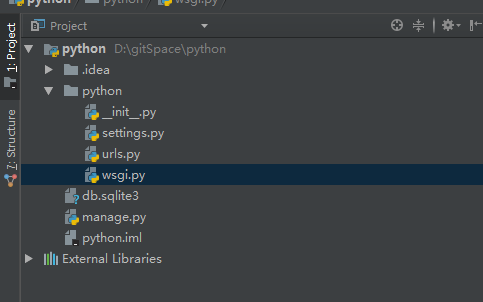 python python wsgi.py
Project
1: Project
python D:\gitSpace\python
.idea
python
__init__.py
settings.py
urls.py
wsgi.py
db.sqlite3
manage.py
python.iml
External Libraries
7: Structure